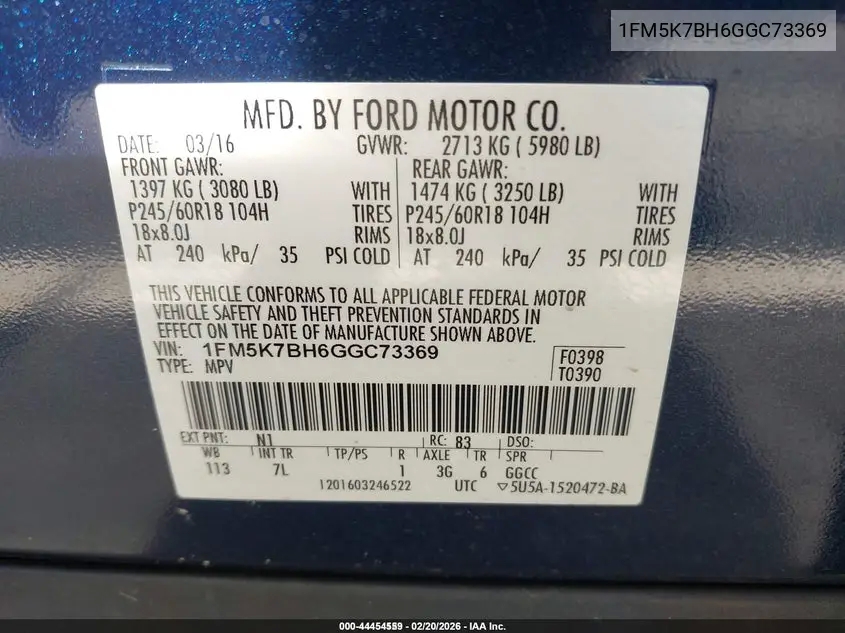 1FM5K7BH6GGC73369
MFD. BY FORD MOTOR CO.
DATE: 03/16 GVWR: 2713 KG ( 5980 LB)
FRONT GAWR: REAR GAWR:
1397 KG ( 3080 LB) WITH 1474 KG ( 3250 LB) WITH
P245/60R18 104H TIRES P245/60R18 104H TIRES
18x8.0J RIMS 18x8.0J RIMS
AT 240 kPa/ 35 PSI COLD AT 240 kPa/ 35 PSI COLD
THIS VEHICLE CONFORMS TO ALL APPLICABLE FEDERAL MOTOR
VEHICLE SAFETY AND THEFT PREVENTION STANDARDS IN
EFFECT ON THE DATE OF MANUFACTURE SHOWN ABOVE.
VIN: 1FM5K7BH6GGC73369 F0398
TYPE: MPV T0390
EXT PNT: N1 RC: 83 DSO:
WB INT TR TP/PS R AXLE TR SPR
113 7L 1 3G 6 GGCC
1201603246522 UTC ▽5U5A-1520472-BA
000-44454559 - 02/20/2026 - IAA Inc.